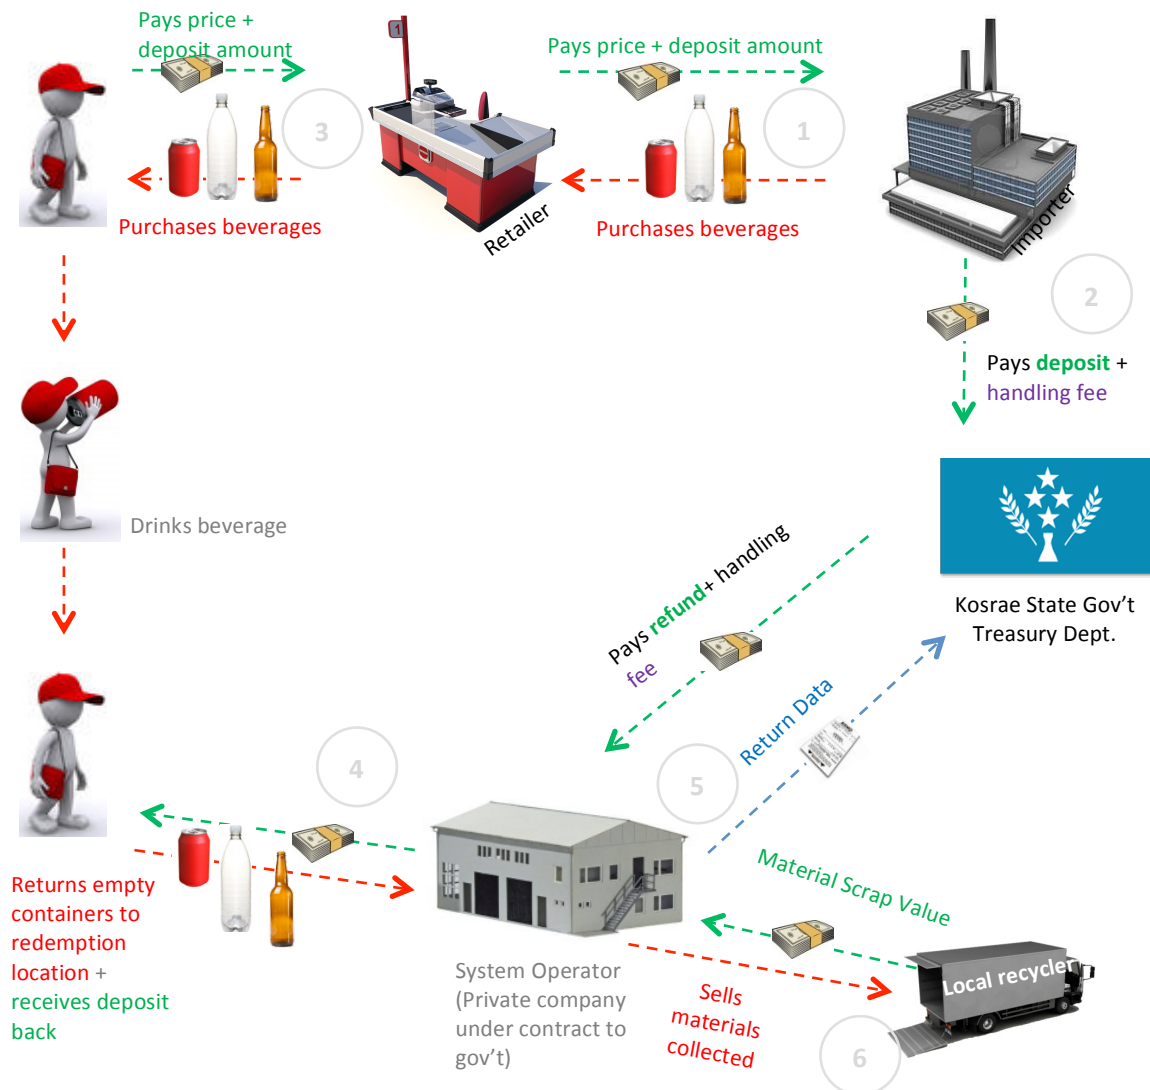 Pays price +
deposit amount
1
Pays price + deposit amount
3
1
Purchases beverages
Retailer
Purchases beverages
Importer
2
Pays deposit +
handling fee
Drinks beverage
Kosrae State Gov't
Treasury Dept.
Pays refund+ handling
fee
Return Data
4
5
Returns empty
containers to
redemption
location +
receives deposit
back
System Operator
(Private company
under contract to
gov't)
Material Scrap Value
Local recycler
Sells
materials
collected
6